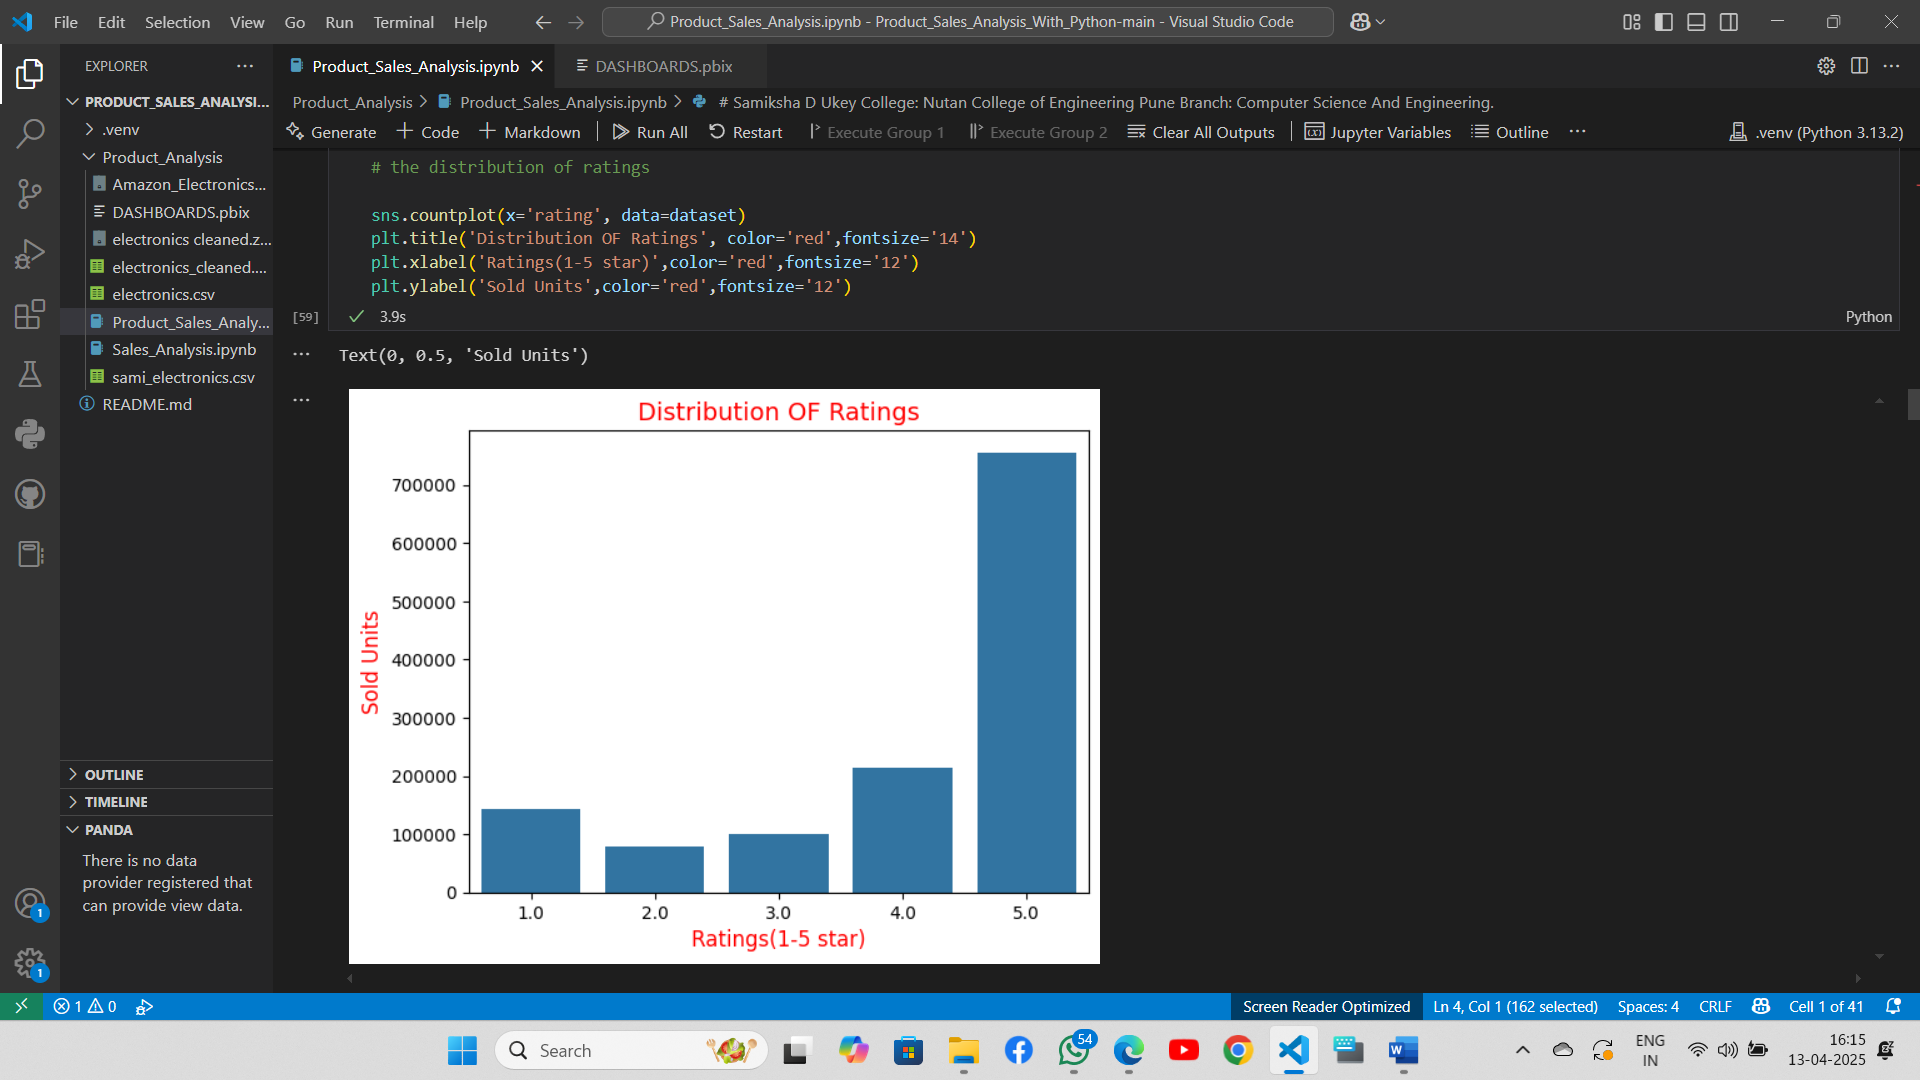 File Edit Selection View Go Run Terminal Help
Product_Sales_Analysis.ipynb - Product_Sales_Analysis_With_Python-main - Visual Studio Code
EXPLORER
Product_Sales_Analysis.ipynb
DASHBOARDS.pbix
PRODUCT_SALES_ANALYSI...
.venv
Product_Analysis
Amazon_Electronics...
DASHBOARDS.pbix
electronics cleaned.z...
electronics_cleaned....
electronics.csv
Product_Sales_Analy...
Sales_Analysis.ipynb
sami_electronics.csv
README.md
OUTLINE
TIMELINE
PANDA
There is no data
provider registered that
can provide view data.
Product_Analysis > Product_Sales_Analysis.ipynb > # Samiksha D Ukey College: Nutan College of Engineering Pune Branch: Computer Science And Engineering.
Generate + Code + Markdown Run All Restart Execute Group 1 Execute Group 2 Clear All Outputs Jupyter Variables Outline ... .venv (Python 3.13.2)
# the distribution of ratings
sns.countplot(x='rating', data=dataset)
plt.title('Distribution OF Ratings', color='red',fontsize='14')
plt.xlabel('Ratings(1-5 star)',color='red',fontsize='12')
plt.ylabel('Sold Units',color='red',fontsize='12')
[59] 3.9s Python
Text(0, 0.5, 'Sold Units')
Distribution OF Ratings
700000
600000
500000
400000
300000
200000
100000
0
Sold Units
1.0 2.0 3.0 4.0 5.0
Ratings(1-5 star)
1
1
1 0
Screen Reader Optimized Ln 4, Col 1 (162 selected) Spaces: 4 CRLF Cell 1 of 41
Search
54
ENG
IN
16:15
13-04-2025